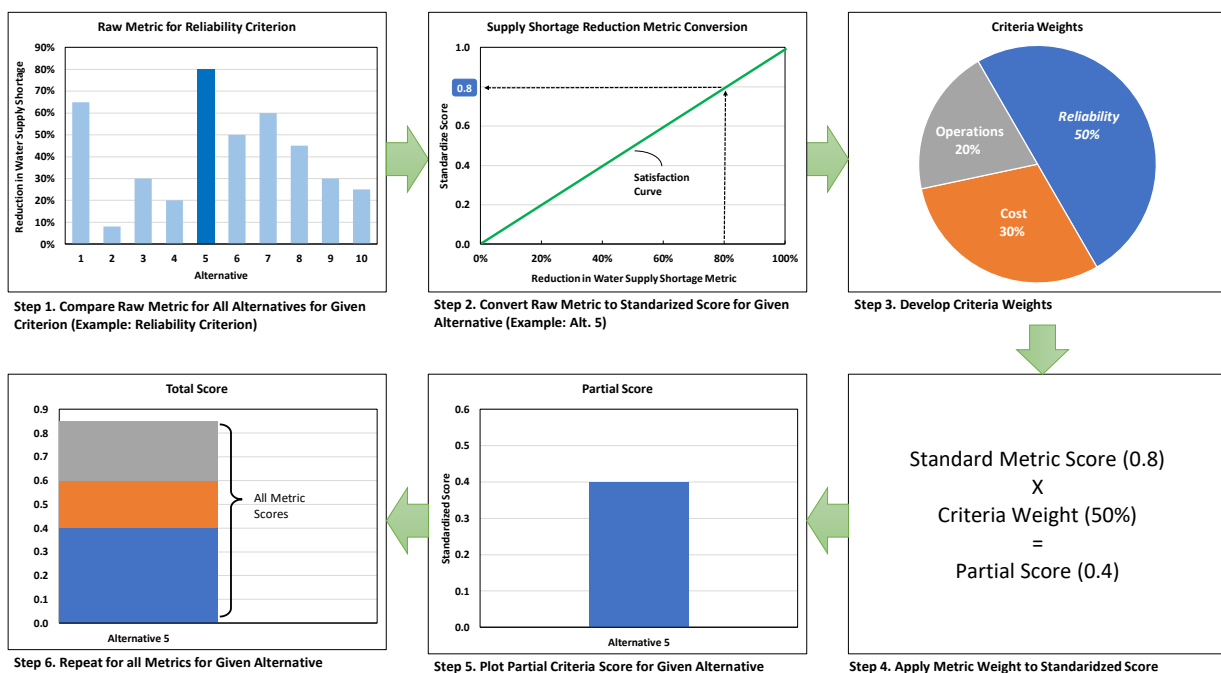 Raw Metric for Reliability Criterion
Reduction in Water Supply Shortage
90%
80%
70%
60%
50%
40%
30%
20%
10%
0%
1 2 3 4 5 6 7 8 9 10
Alternative
Step 1. Compare Raw Metric for All Alternatives for Given
Criterion (Example: Reliability Criterion)
Supply Shortage Reduction Metric Conversion
Standardize Score
1.0
0.8
0.6
0.4
0.2
0.0
Satisfaction
Curve
0% 20% 40% 60% 80% 100%
Reduction in Water Supply Shortage Metric
Step 2. Convert Raw Metric to Standarized Score for Given
Alternative (Example: Alt. 5)
Criteria Weights
Reliability
50%
Operations
20%
Cost
30%
Step 3. Develop Criteria Weights
Total Score
0.9
0.8
0.7
0.6
0.5
0.4
0.3
0.2
0.1
0.0
All Metric
Scores
Alternative 5
Step 6. Repeat for all Metrics for Given Alternative
Partial Score
Standardized Score
0.6
0.5
0.4
0.3
0.2
0.1
0.0
Alternative 5
Step 5. Plot Partial Criteria Score for Given Alternative
Standard Metric Score (0.8)
X
Criteria Weight (50%)
=
Partial Score (0.4)
Step 4. Apply Metric Weight to Standaridzed Score